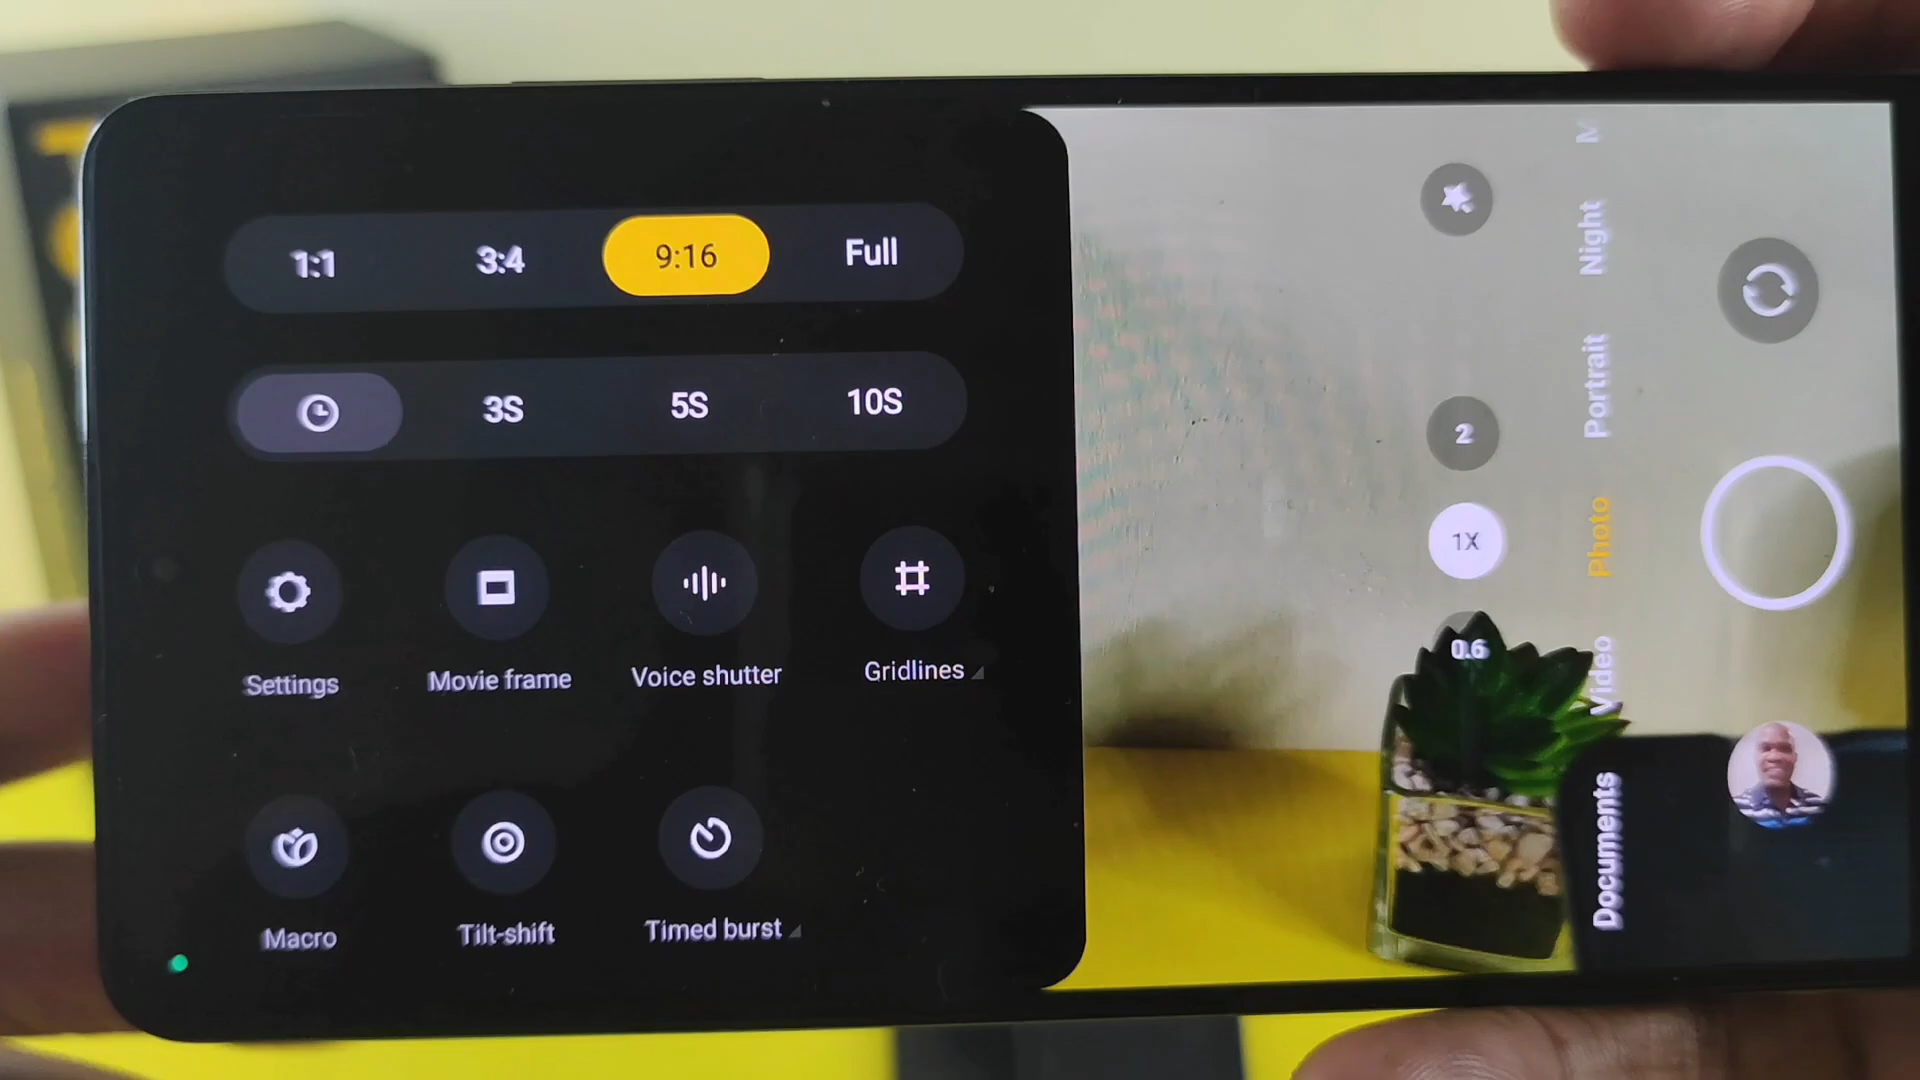 1:1 3:4 9:16 Full
3S 5S 10S
Settings Movie frame Voice shutter Gridlines
Macro Tilt-shift Timed burst
2
1X
0.6
Documents Video Photo Portrait Night M